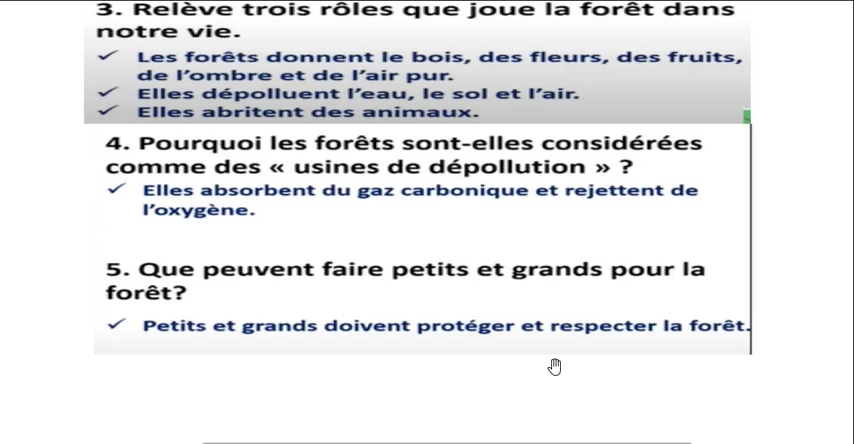 3. Relève trois rôles que joue la forêt dans
notre vie.
✓ Les forêts donnent le bois, des fleurs, des fruits,
de l'ombre et de l'air pur.
✓ Elles dépolluent l'eau, le sol et l'air.
✓ Elles abritent des animaux.
4. Pourquoi les forêts sont-elles considérées
comme des « usines de dépollution » ?
✓ Elles absorbent du gaz carbonique et rejettent de
l'oxygène.
5. Que peuvent faire petits et grands pour la
forêt?
✓ Petits et grands doivent protéger et respecter la forêt.